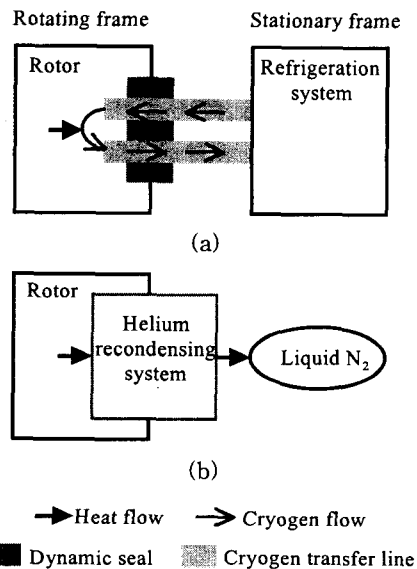 Rotating frame
Stationary frame
(a)
Rotor
Refrigeration
system
(a)
(b)
Rotor
Helium
recondensing
system
Liquid N₂
(b)
Heat flow
Cryogen flow
Dynamic seal
Cryogen transfer line